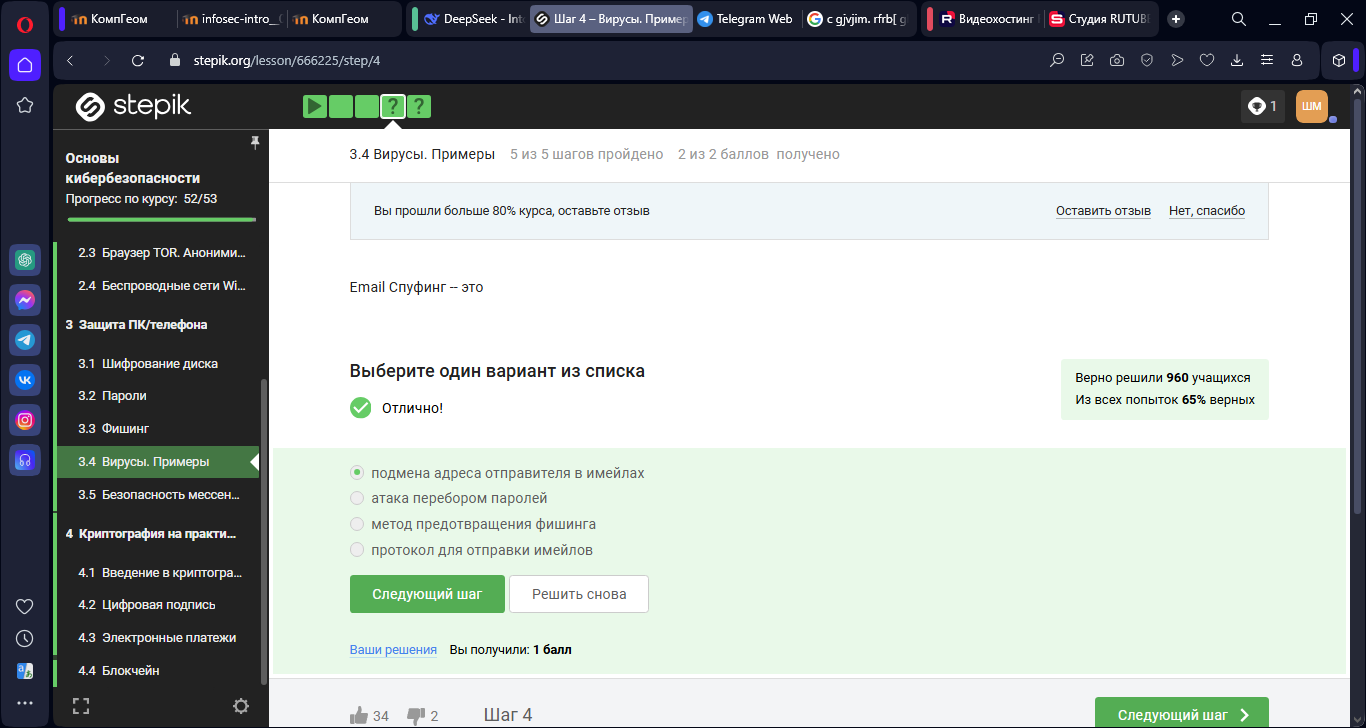 КомпГеом
infosec-intro__
КомпГеом
DeepSeek - Int
Шаг 4 – Вирусы. Пример
Telegram Web
с gjvjim. rfrb[ g
Видеохостинг
Студия RUTUB
stepik.org/lesson/666225/step/4
stepik
? ?
1
ШМ
Основы
кибербезопасности
Прогресс по курсу: 52/53
3.4 Вирусы. Примеры 5 из 5 шагов пройдено 2 из 2 баллов получено
Вы прошли больше 80% курса, оставьте отзыв
Оставить отзыв
Нет, спасибо
2.3 Браузер TOR. Аноними...
2.4 Беспроводные сети Wi...
3 Защита ПК/телефона
3.1 Шифрование диска
3.2 Пароли
3.3 Фишинг
3.4 Вирусы. Примеры
3.5 Безопасность мессен...
4 Криптография на практи...
4.1 Введение в криптогра...
4.2 Цифровая подпись
4.3 Электронные платежи
4.4 Блокчейн
Email Спуфинг -- это
Выберите один вариант из списка
Отлично!
Верно решили 960 учащихся
Из всех попыток 65% верных
подмена адреса отправителя в имейлах
атака перебором паролей
метод предотвращения фишинга
протокол для отправки имейлов
Следующий шаг
Решить снова
Ваши решения Вы получили: 1 балл
34
2
Шаг 4
Следующий шаг